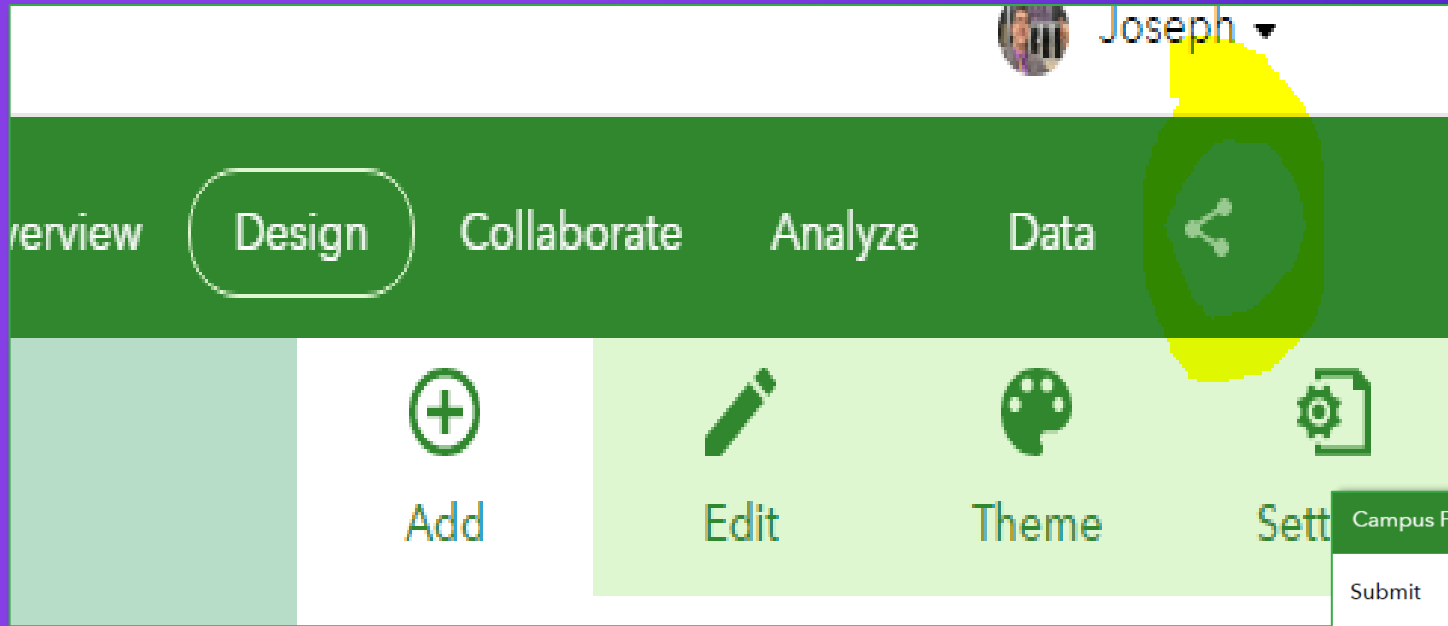 Joseph
verview Design Collaborate Analyze Data
Add Edit Theme Sett
Campus F
Submit